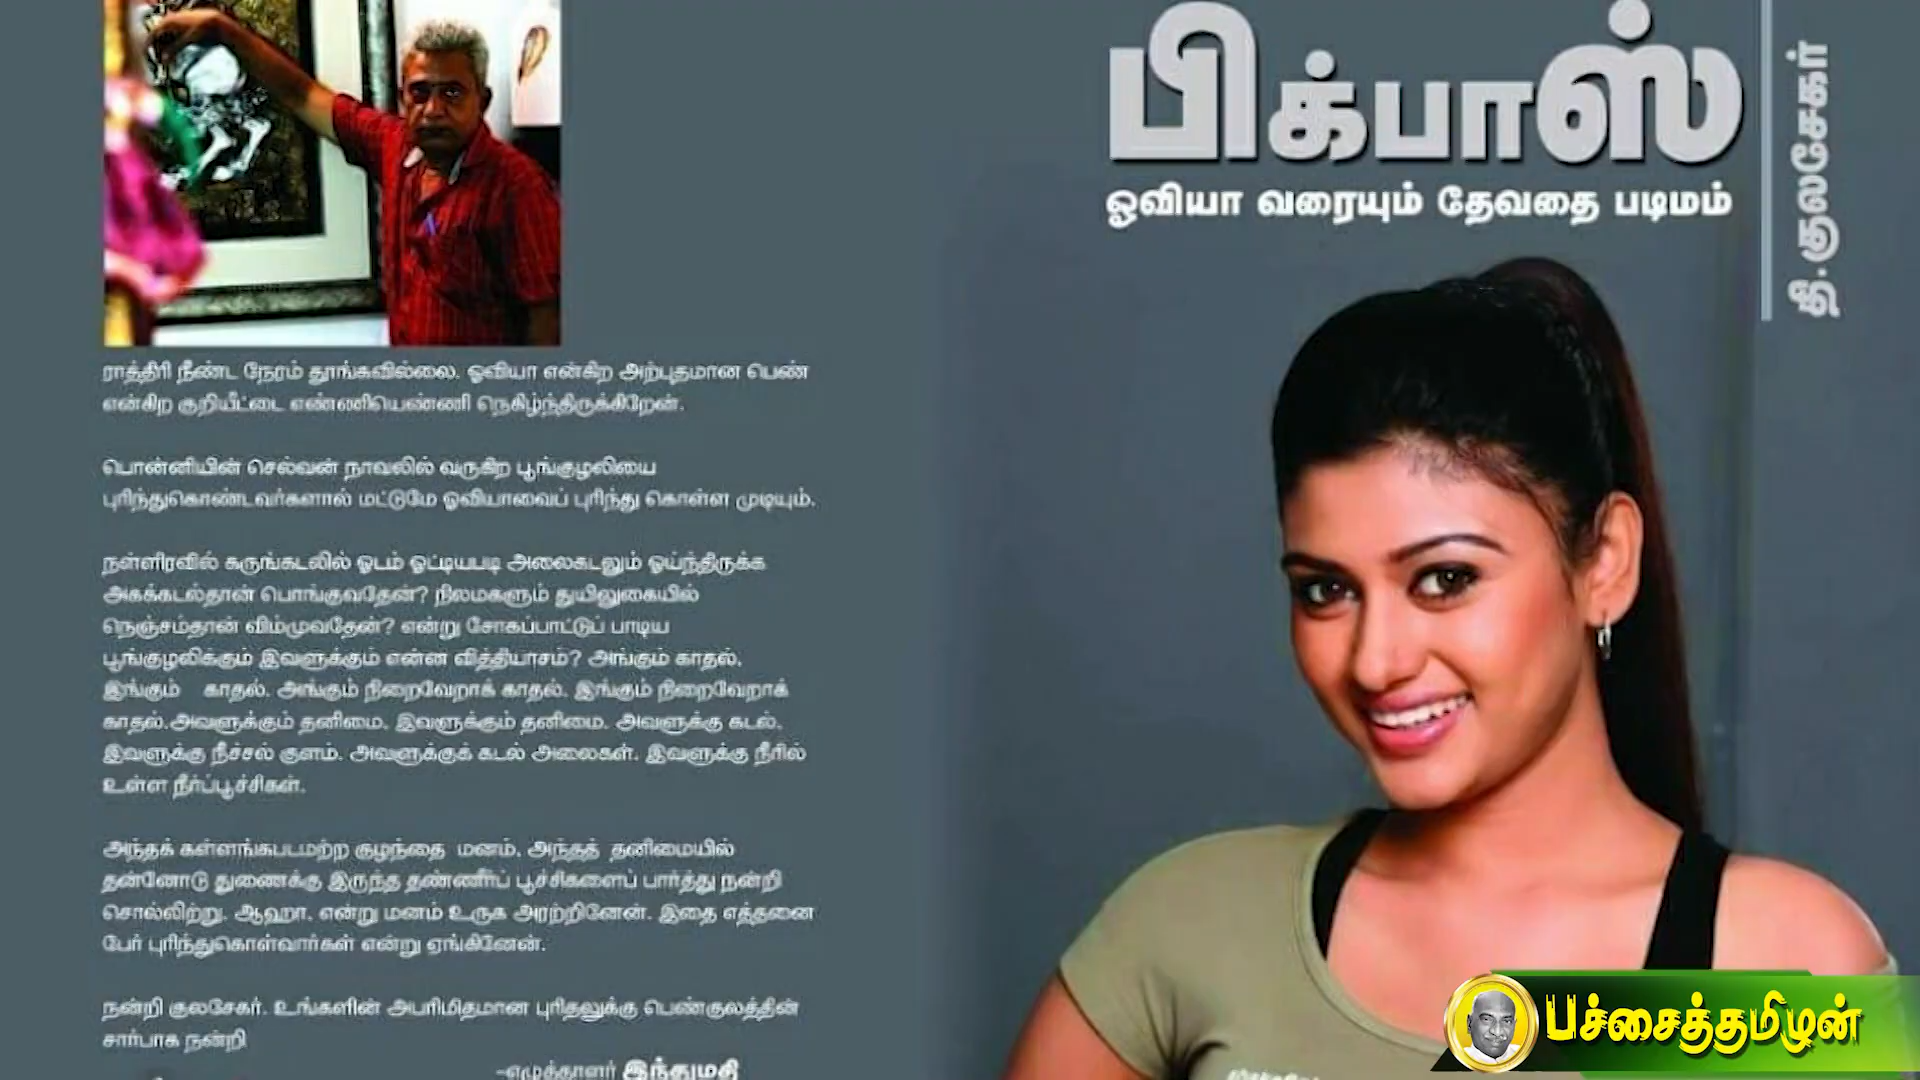 ராத்திரி நீண்ட நேரம் தூங்கவில்லை. ஓவியா என்கிற அற்புதமான பெண்
என்கிற குறியீட்டை எண்ணியெண்ணி நெகிழ்ந்திருக்கிறேன்.
பொன்னியின் செல்வன் நாவலில் வருகிற பூங்குழலியை
புரிந்துகொண்டவர்களால் மட்டுமே ஓவியாவைப் புரிந்து கொள்ள முடியும்.
நள்ளிரவில் கருங்கடலில் ஓடம் ஓட்டியபடி அலைகடலும் ஓய்ந்திருக்க
அகக்கடல்தான் பொங்குவதேன்? நிலமகளும் துயிலுகையில்
நெஞ்சம்தான் விம்முவதேன்? என்று சோகப்பாட்டுப் பாடிய
பூங்குழலிக்கும் இவளுக்கும் என்ன வித்தியாசம்? அங்கும் காதல்.
இங்கும் காதல். அங்கும் நிறைவேறாக் காதல். இங்கும் நிறைவேறாக்
காதல்.அவளுக்கும் தனிமை. இவளுக்கும் தனிமை. அவளுக்கு கடல்.
இவளுக்கு நீச்சல் குளம். அவளுக்குக் கடல் அலைகள். இவளுக்கு நீரில்
உள்ள நீர்ப்பூச்சிகள்.
அந்தக் கள்ளங்கபடமற்ற குழந்தை மனம். அந்தத் தனிமையில்
தன்னோடு துணைக்கு இருந்த தண்ணீர்ப் பூச்சிகளைப் பார்த்து நன்றி
சொல்லிற்று. ஆஹா. என்று மனம் உருக அரற்றினேன். இதை எத்தனை
பேர் புரிந்துகொள்வார்கள் என்று ஏங்கினேன்.
நன்றி குலசேகர். உங்களின் அபரிமிதமான புரிதலுக்கு பெண்குலத்தின்
சார்பாக நன்றி
-எழுத்தாளர் இந்துமதி
பிக்பாஸ்
ஓவியா வரையும் தேவதை படிமம்
தீ.குலசேகர்
பச்சைத்தமிழன்